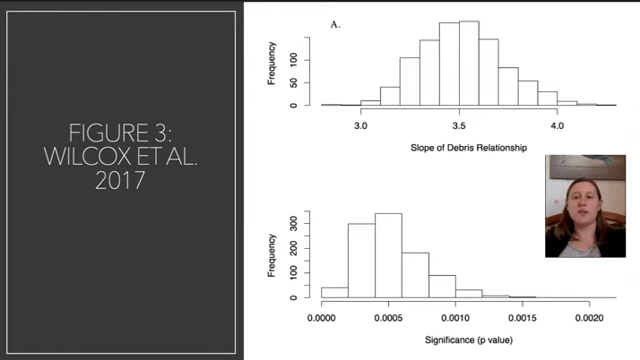 FIGURE 3:
WILCOX ET AL.
2017
A.
Frequency
0 50 100
3.0 3.5 4.0
Slope of Debris Relationship
Frequency
0 100 200 300
0.0000 0.0005 0.0010 0.0015 0.0020
Significance (p value)